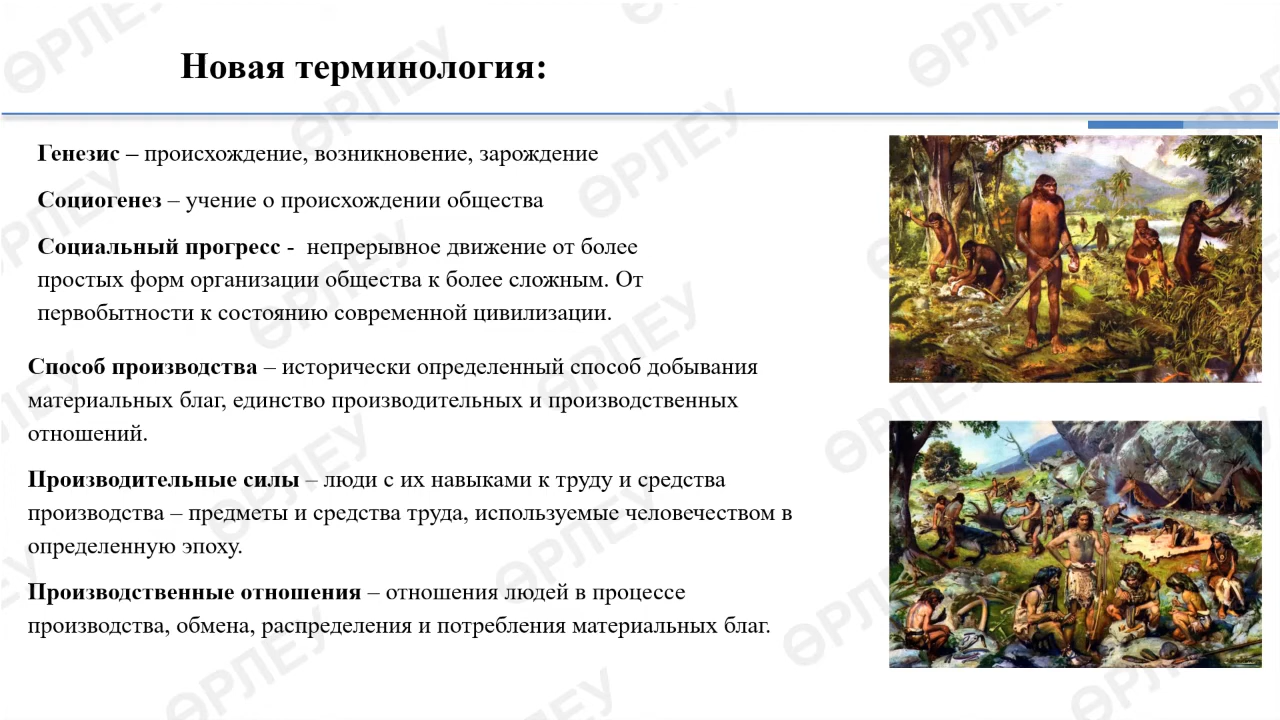 Новая терминология:
Генезис – происхождение, возникновение, зарождение
Социогенез – учение о происхождении общества
Социальный прогресс - непрерывное движение от более
простых форм организации общества к более сложным. От
первобытности к состоянию современной цивилизации.
Способ производства – исторически определенный способ добывания
материальных благ, единство производительных и производственных
отношений.
Производительные силы – люди с их навыками к труду и средства
производства – предметы и средства труда, используемые человечеством в
определенную эпоху.
Производственные отношения – отношения людей в процессе
производства, обмена, распределения и потребления материальных благ.
ӨРЛЕУ